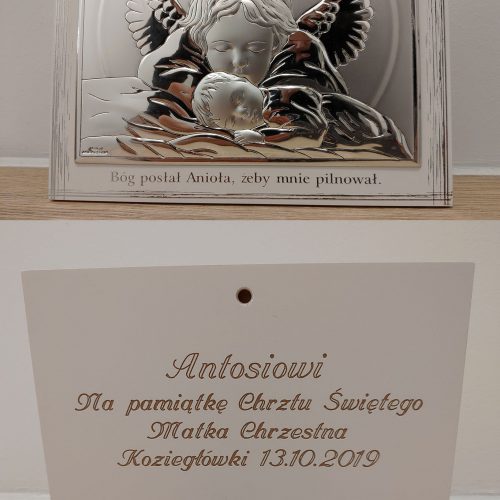 Bóg posłał Anioła, żeby mnie pilnował.
Antosiowi
Na pamiątkę Chrztu Świętego
Matka Chrzestna
Koziegłówki 13.10.2019